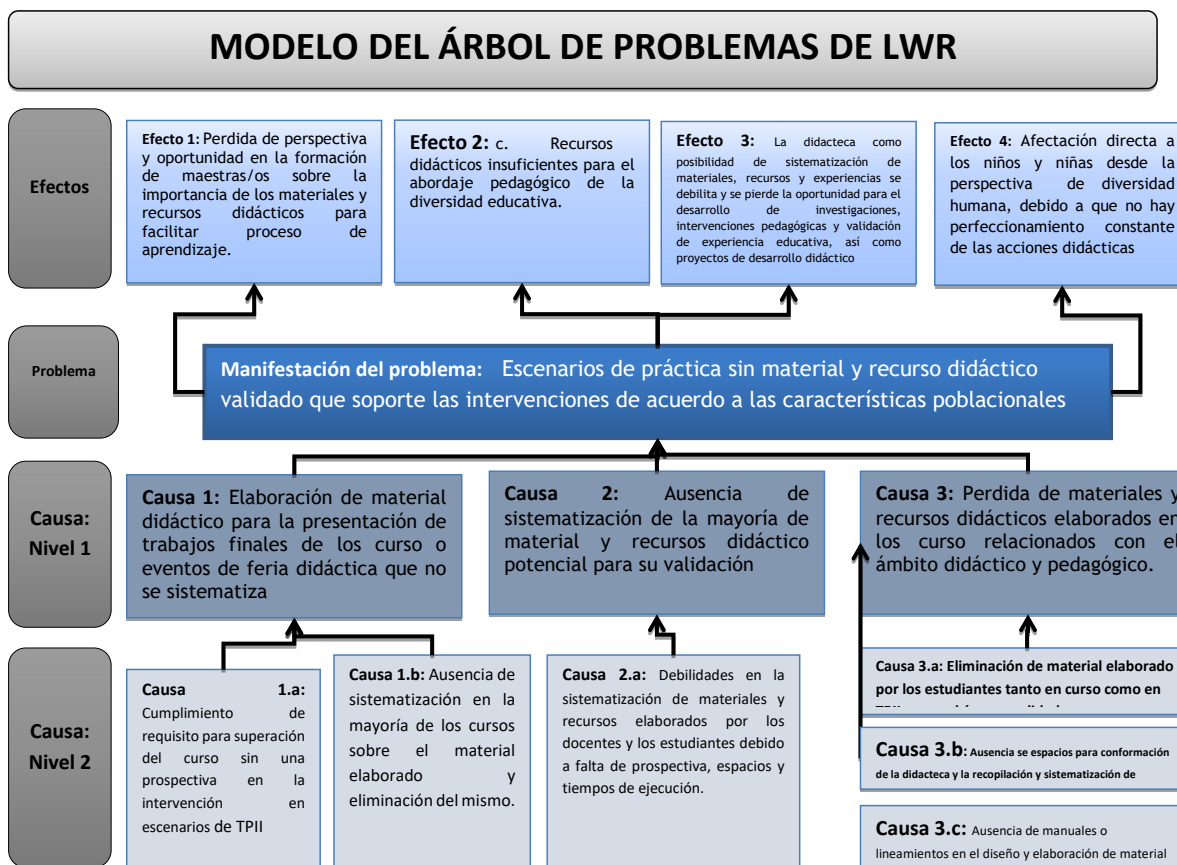 MODELO DEL ÁRBOL DE PROBLEMAS DE LWR
Efectos
Efecto 1: Perdida de perspectiva
y oportunidad en la formación
de maestras/os sobre la
importancia de los materiales y
recursos didácticos para
facilitar proceso de
aprendizaje.
Efecto 2: c. Recursos
didácticos insuficientes para el
abordaje pedagógico de la
diversidad educativa.
Efecto 3: La didacteca como
posibilidad de sistematización de
materiales, recursos y experiencias se
debilita y se pierde la oportunidad para el
desarrollo de investigaciones,
intervenciones pedagógicas y validación
de experiencia educativa, así como
proyectos de desarrollo didáctico
Efecto 4: Afectación directa a
los niños y niñas desde la
perspectiva de diversidad
humana, debido a que no hay
perfeccionamiento constante
de las acciones didácticas
Problema
Manifestación del problema: Escenarios de práctica sin material y recurso didáctico
validado que soporte las intervenciones de acuerdo a las características poblacionales
Causa:
Nivel 1
Causa 1: Elaboración de material
didáctico para la presentación de
trabajos finales de los curso o
eventos de feria didáctica que no
se sistematiza
Causa 2: Ausencia de
sistematización de la mayoría de
material y recursos didáctico
potencial para su validación
Causa 3: Perdida de materiales y
recursos didácticos elaborados en
los curso relacionados con el
ámbito didáctico y pedagógico.
Causa:
Nivel 2
Causa 1.a:
Cumplimiento de
requisito para superación
del curso sin una
prospectiva en la
intervención en
escenarios de TPII
Causa 1.b: Ausencia de
sistematización en la
mayoría de los cursos
sobre el material
elaborado y
eliminación del mismo.
Causa 2.a: Debilidades en la
sistematización de materiales y
recursos elaborados por los
docentes y los estudiantes debido
a falta de prospectiva, espacios y
tiempos de ejecución.
Causa 3.a: Eliminación de material elaborado
por los estudiantes tanto en curso como en
Causa 3.b: Ausencia se espacios para conformación
de la didacteca y la recopilación y sistematización de
Causa 3.c: Ausencia de manuales o
lineamientos en el diseño y elaboración de material